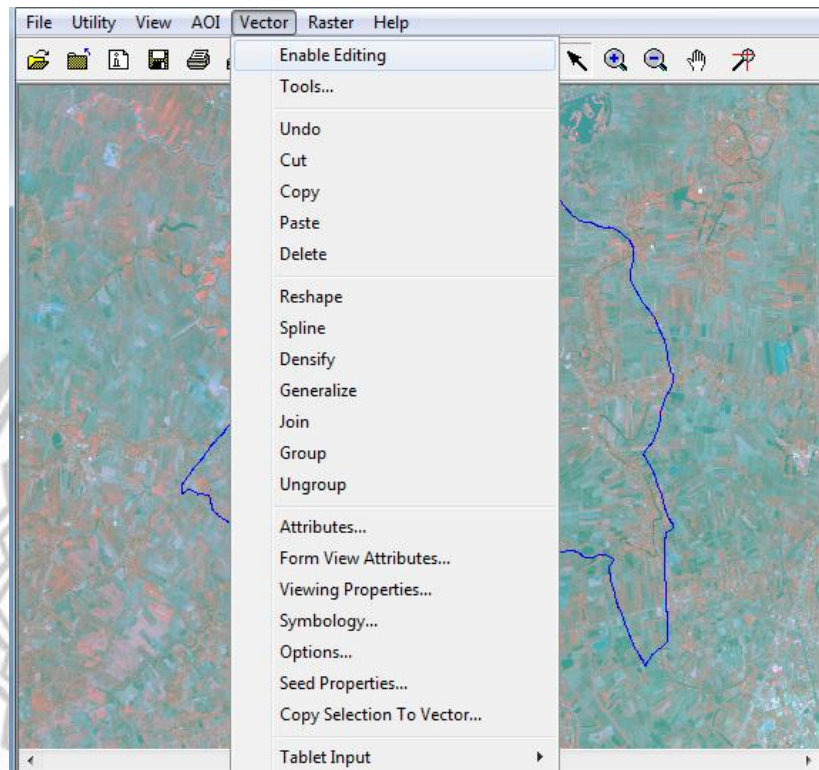 File Utility View AOI Vector Raster Help
Enable Editing
Tools...
Undo
Cut
Copy
Paste
Delete
Reshape
Spline
Densify
Generalize
Join
Group
Ungroup
Attributes...
Form View Attributes...
Viewing Properties...
Symbology...
Options...
Seed Properties...
Copy Selection To Vector...
Tablet Input